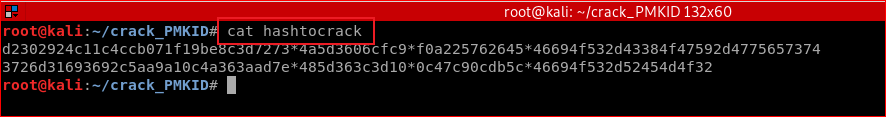 root@kali: ~/crack_PMKID 132x60
root@kali:~/crack_PMKID# cat hashtocrack
d2302924c11c4ccb071f19be8c3d7273*4a5d3606cfc9*f0a225762645*46694f532d43384f47592d4775657374
3726d31693692c5aa9a10c4a363aad7e*485d363c3d10*0c47c90cdb5c*46694f532d52454d4f32
root@kali:~/crack_PMKID#